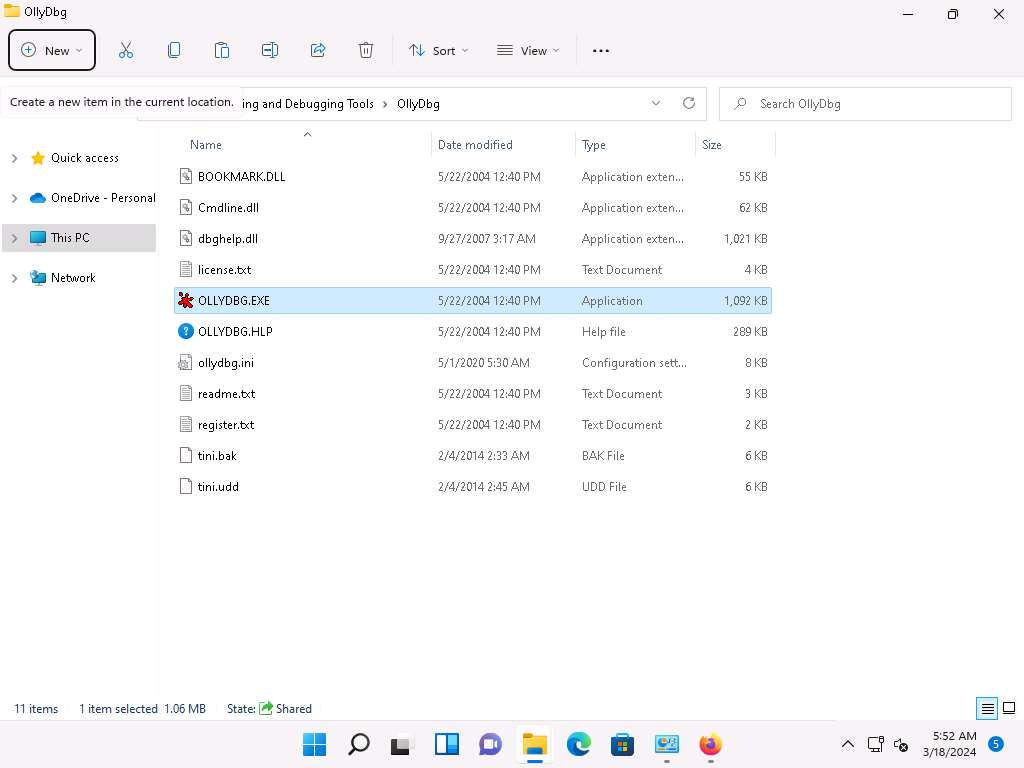 OllyDbg
New
Sort
View
Create a new item in the current location.
ing and Debugging Tools
OllyDbg
Search OllyDbg
Name Date modified Type Size
Quick access
OneDrive - Personal
This PC
Network
BOOKMARK.DLL 5/22/2004 12:40 PM Application exten... 55 KB
Cmdline.dll 5/22/2004 12:40 PM Application exten... 62 KB
dbghelp.dll 9/27/2007 3:17 AM Application exten... 1,021 KB
license.txt 5/22/2004 12:40 PM Text Document 4 KB
OLLYDBG.EXE 5/22/2004 12:40 PM Application 1,092 KB
OLLYDBG.HLP 5/22/2004 12:40 PM Help file 289 KB
ollydbg.ini 5/1/2020 5:30 AM Configuration sett... 8 KB
readme.txt 5/22/2004 12:40 PM Text Document 3 KB
register.txt 5/22/2004 12:40 PM Text Document 2 KB
tini.bak 2/4/2014 2:33 AM BAK File 6 KB
tini.udd 2/4/2014 2:45 AM UDD File 6 KB
11 items 1 item selected 1.06 MB State: Shared
5:52 AM
3/18/2024
5